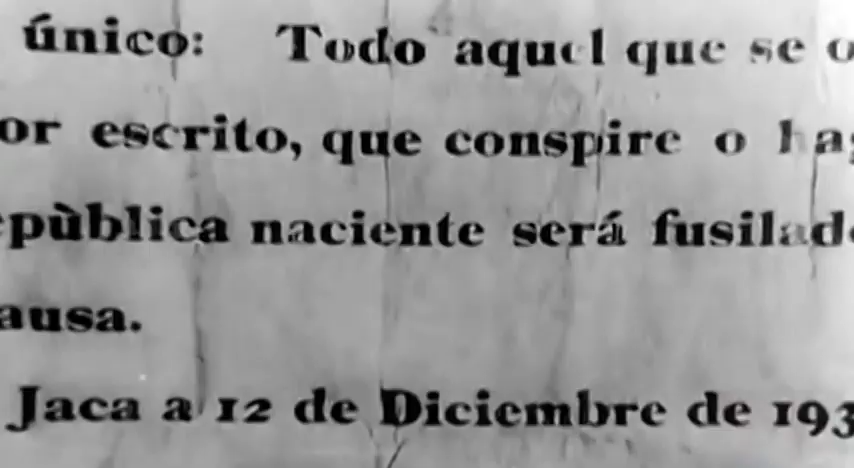 único: Todo aquel que se o
or escrito, que conspire o ha
epùblica naciente será fusilad
ausa.
Jaca a 12 de Diciembre de 193